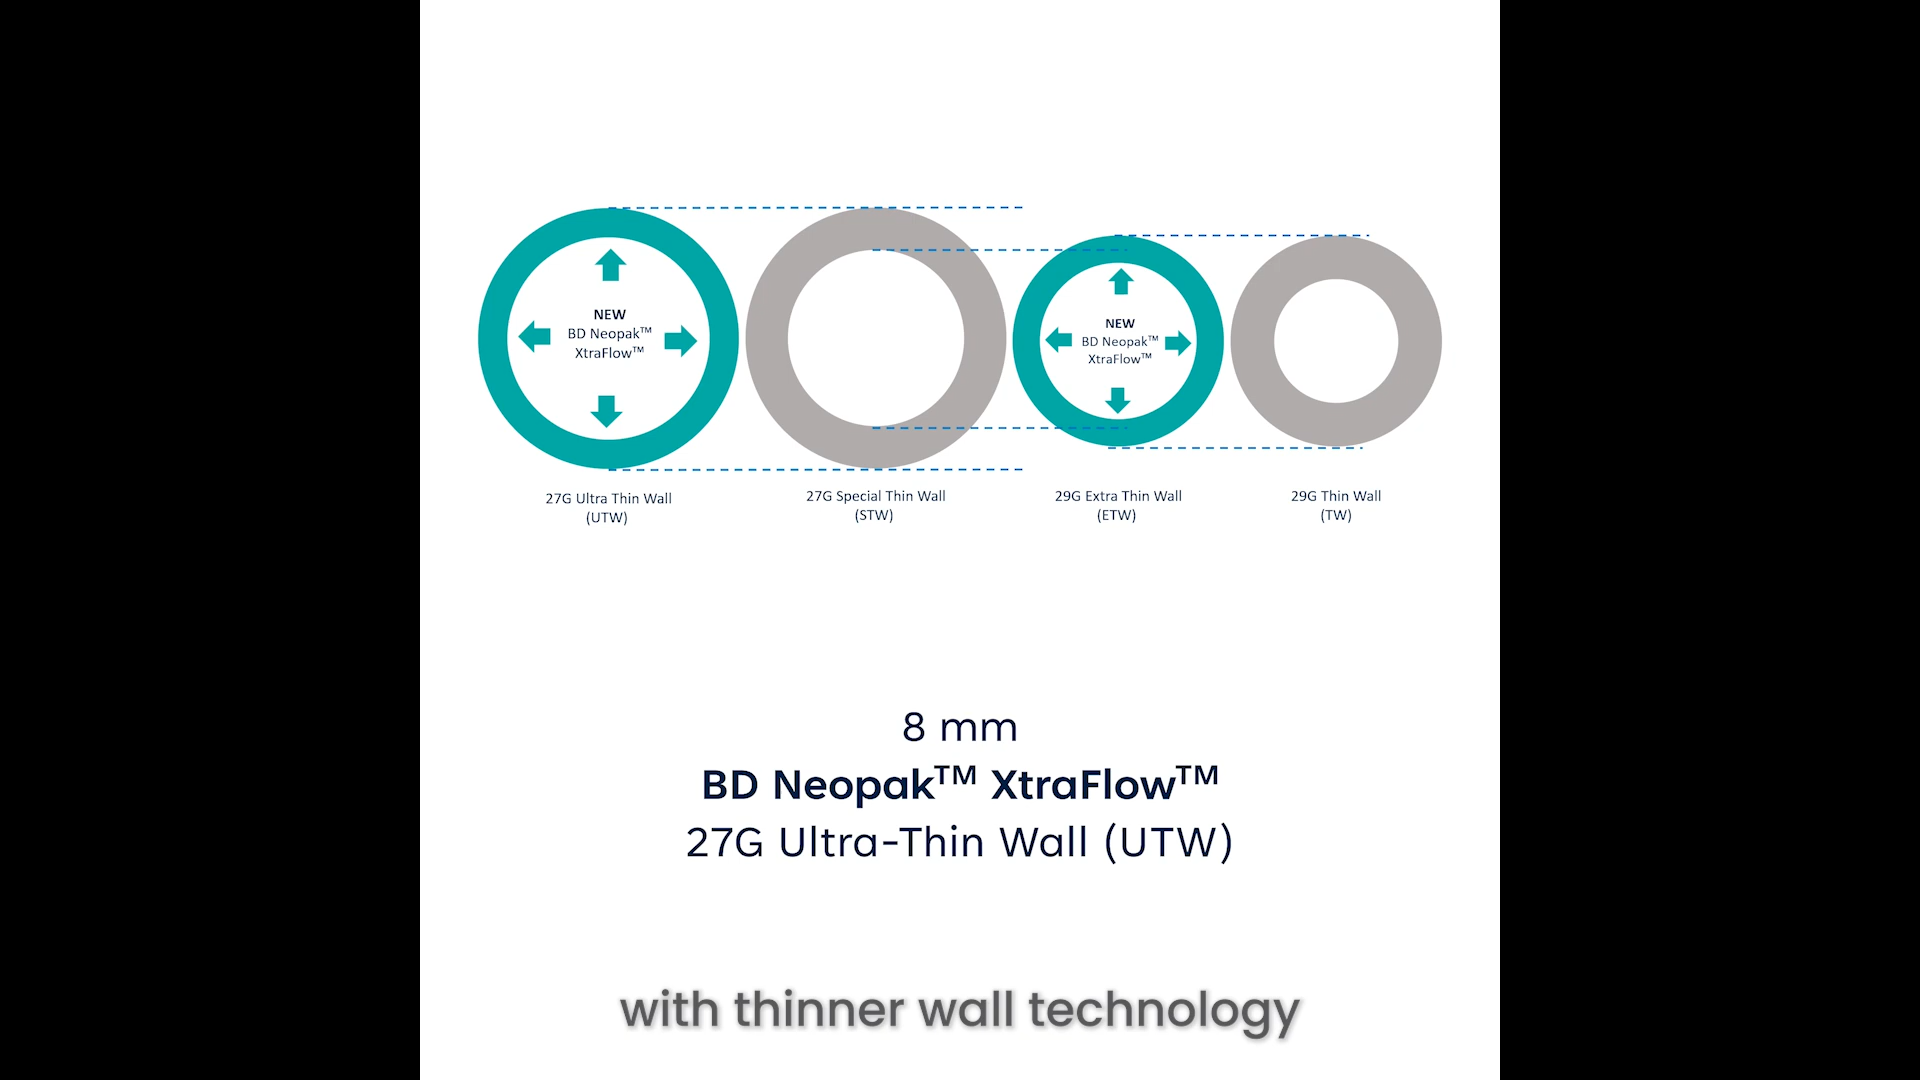 NEW
BD Neopak™
XtraFlow™
NEW
BD Neopak™
XtraFlow™
27G Ultra Thin Wall
(UTW)
27G Special Thin Wall
(STW)
29G Extra Thin Wall
(ETW)
29G Thin Wall
(TW)
8 mm
BD Neopak™ XtraFlow™
27G Ultra-Thin Wall (UTW)
with thinner wall technology